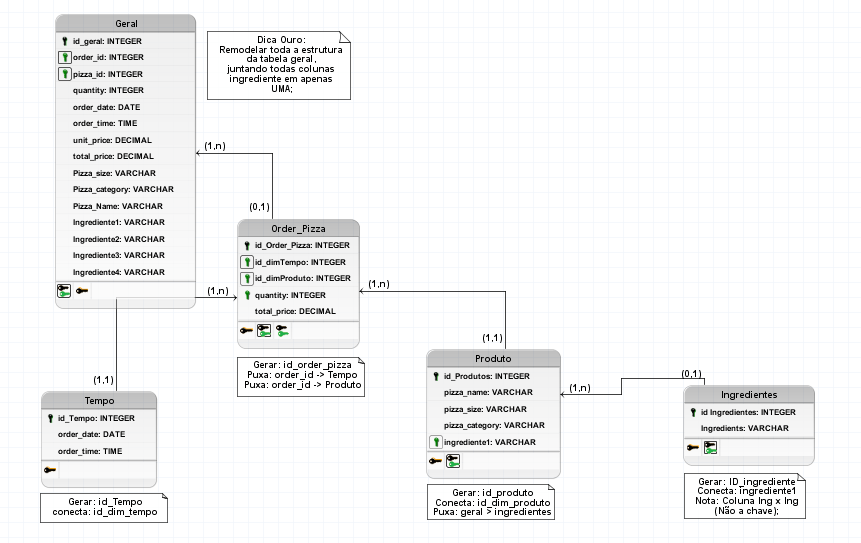 Geral
id_geral: INTEGER
order_id: INTEGER
pizza_id: INTEGER
quantity: INTEGER
order_date: DATE
order_time: TIME
unit_price: DECIMAL
total_price: DECIMAL
Pizza_size: VARCHAR
Pizza_category: VARCHAR
Pizza_Name: VARCHAR
Ingrediente1: VARCHAR
Ingrediente2: VARCHAR
Ingrediente3: VARCHAR
Ingrediente4: VARCHAR
Dica Ouro:
Remodelar toda a estrutura
da tabela geral,
juntando todas colunas
ingrediente em apenas
UMA;
(1,n)
(0,1)
Order_Pizza
id_Order_Pizza: INTEGER
id_dimTempo: INTEGER
id_dimProduto: INTEGER
quantity: INTEGER
total_price: DECIMAL
(1,n)
(1,n)
Gerar: id_order_pizza
Puxa: order_id -> Tempo
Puxa: order_id -> Produto
(1,1)
(1,1)
Tempo
id_Tempo: INTEGER
order_date: DATE
order_time: TIME
Gerar: id_Tempo
conecta: id_dim_tempo
Produto
id_Produtos: INTEGER
pizza_name: VARCHAR
pizza_size: VARCHAR
pizza_category: VARCHAR
ingrediente1: VARCHAR
Gerar: id_produto
Conecta: id_dim_produto
Puxa: geral > ingredientes
(1,n)
(0,1)
Ingredientes
id Ingredientes: INTEGER
Ingredients: VARCHAR
Gerar: ID_ingrediente
Conecta: ingrediente1
Nota: Coluna Ing x Ing
(Não a chave);